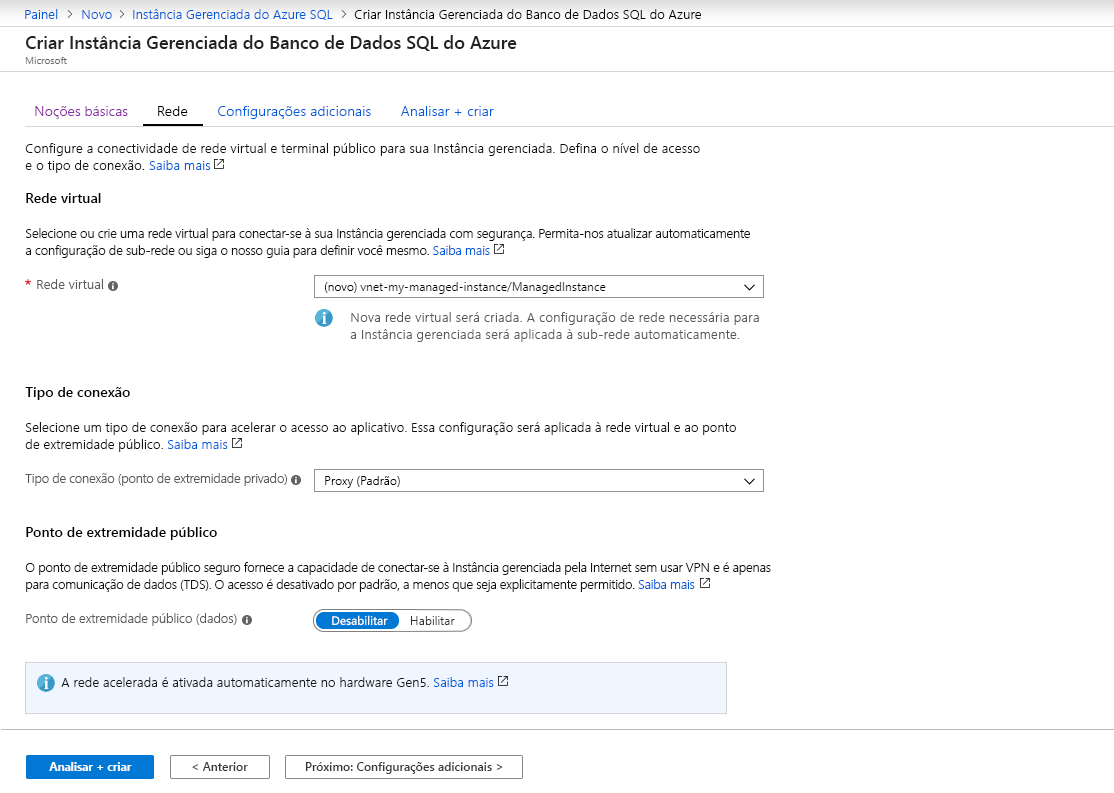 Painel > Novo > Instância Gerenciada do Azure SQL > Criar Instância Gerenciada do Banco de Dados SQL do Azure
Criar Instância Gerenciada do Banco de Dados SQL do Azure
Microsoft
Noções básicas Rede Configurações adicionais Analisar + criar
Configure a conectividade de rede virtual e terminal público para sua Instância gerenciada. Defina o nível de acesso
e o tipo de conexão. Saiba mais
Rede virtual
Selecione ou crie uma rede virtual para conectar-se à sua Instância gerenciada com segurança. Permita-nos atualizar automaticamente
a configuração de sub-rede ou siga o nosso guia para definir você mesmo. Saiba mais
* Rede virtual
(novo) vnet-my-managed-instance/ManagedInstance
Nova rede virtual será criada. A configuração de rede necessária para
a Instância gerenciada será aplicada à sub-rede automaticamente.
Tipo de conexão
Selecione um tipo de conexão para acelerar o acesso ao aplicativo. Essa configuração será aplicada à rede virtual e ao ponto
de extremidade público. Saiba mais
Tipo de conexão (ponto de extremidade privado)
Proxy (Padrão)
Ponto de extremidade público
O ponto de extremidade público seguro fornece a capacidade de conectar-se à Instância gerenciada pela Internet sem usar VPN e é apenas
para comunicação de dados (TDS). O acesso é desativado por padrão, a menos que seja explicitamente permitido. Saiba mais
Ponto de extremidade público (dados)
Desabilitar Habilitar
A rede acelerada é ativada automaticamente no hardware Gen5. Saiba mais
Analisar + criar < Anterior Próximo: Configurações adicionais >